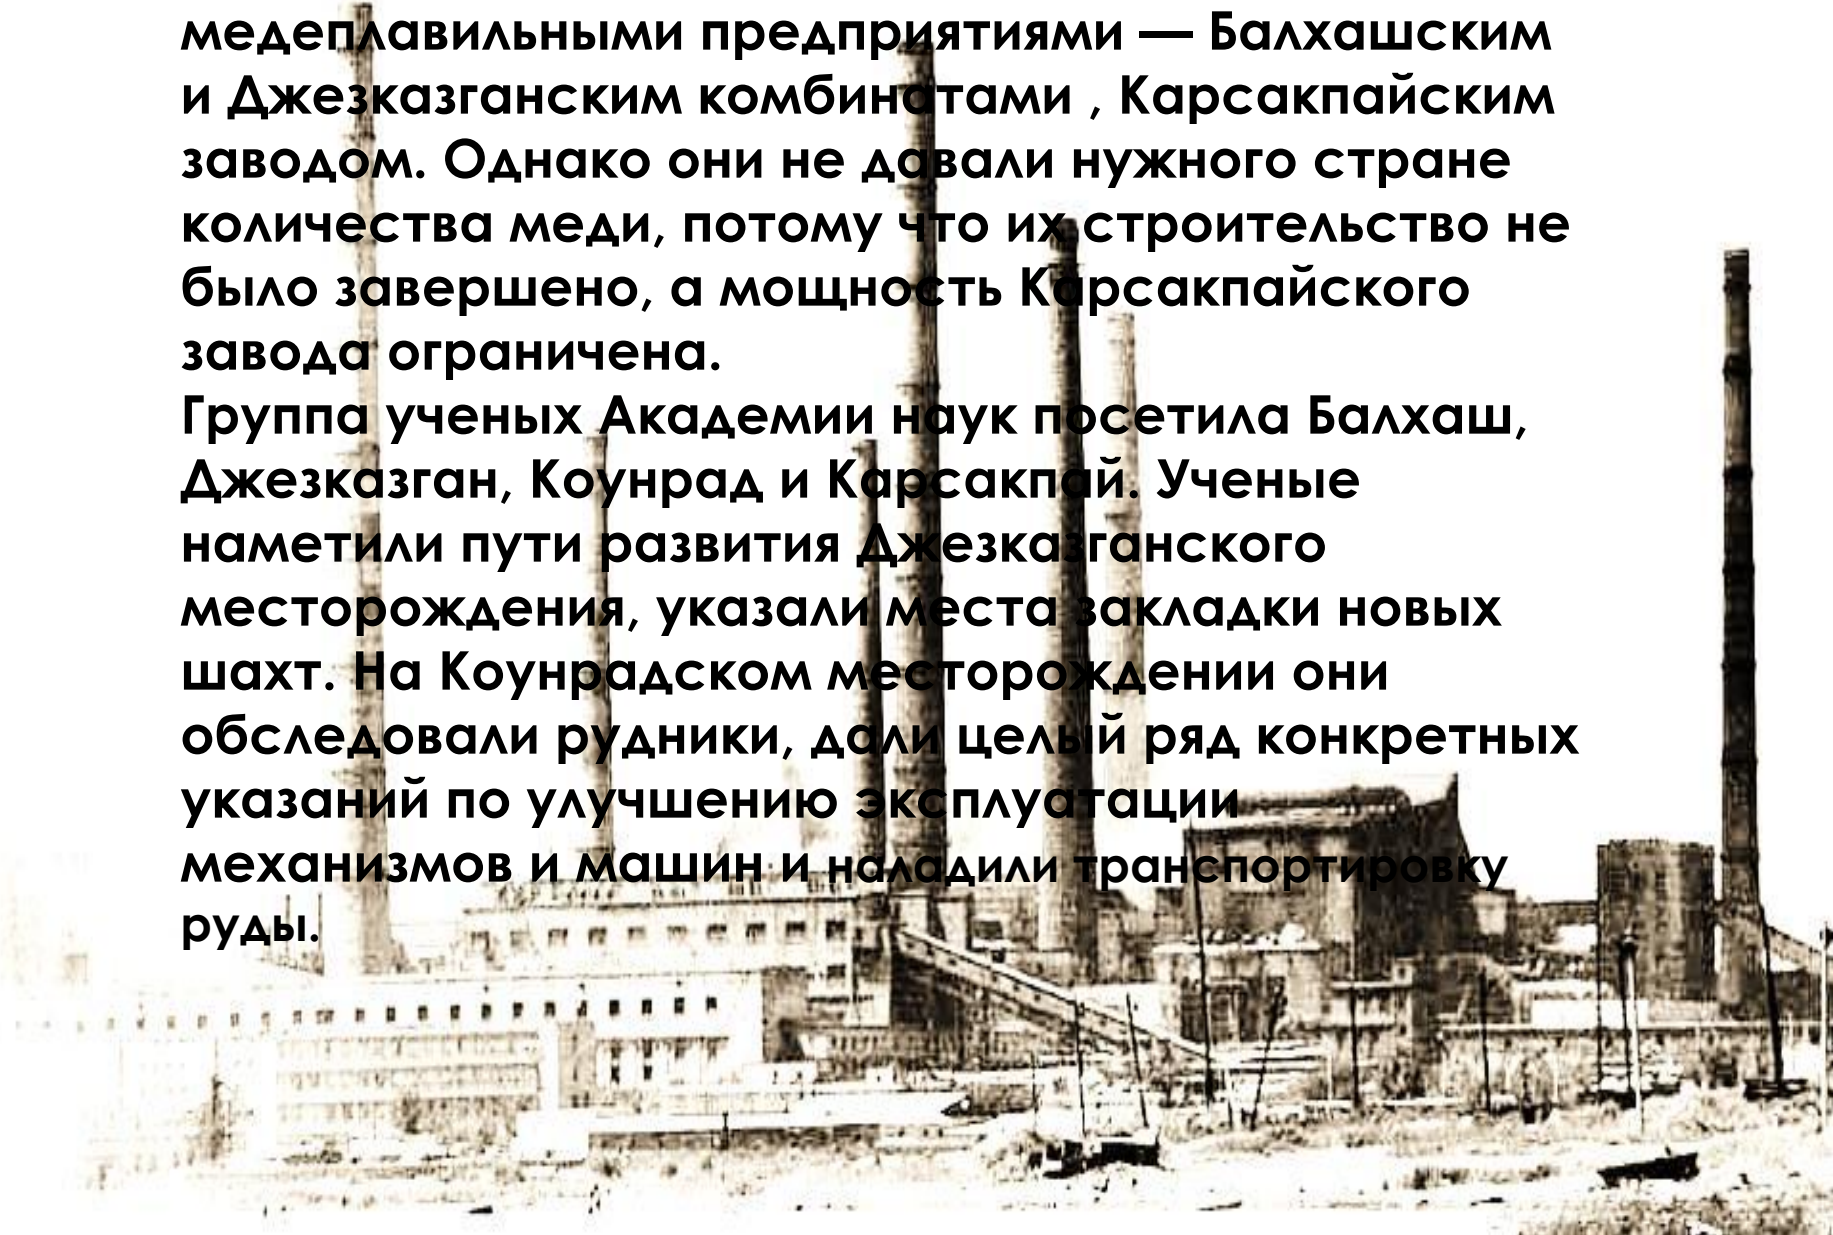 медеплавильными предприятиями — Балхашским
и Джезказганским комбинатами , Карсакпайским
заводом. Однако они не давали нужного стране
количества меди, потому что их строительство не
было завершено, а мощность Карсакпайского
завода ограничена.
Группа ученых Академии наук посетила Балхаш,
Джезказган, Коунрад и Карсакпай. Ученые
наметили пути развития Джезказганского
месторождения, указали места закладки новых
шахт. На Коунрадском месторождении они
обследовали рудники, дали целый ряд конкретных
указаний по улучшению эксплуатации
механизмов и машин и наладили транспортировку
руды.